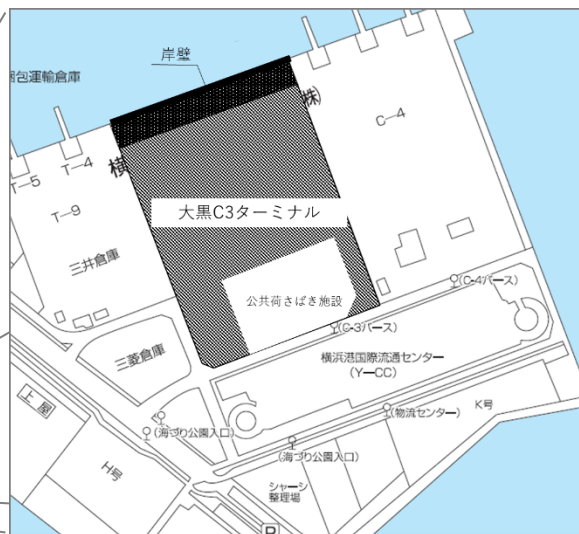 岸壁
梱包運輸倉庫
㈱
横
C-4
T-5
T-4
T-9
大黒C3ターミナル
三井倉庫
公共荷さばき施設
(C-4バース)
(C-3バース)
三菱倉庫
横浜港国際流通センター
(Y-CC)
上屋
(海づり公園入口)
(物流センター)
K号
(海づり公園入口)
H号
シャーシ
整理場
P